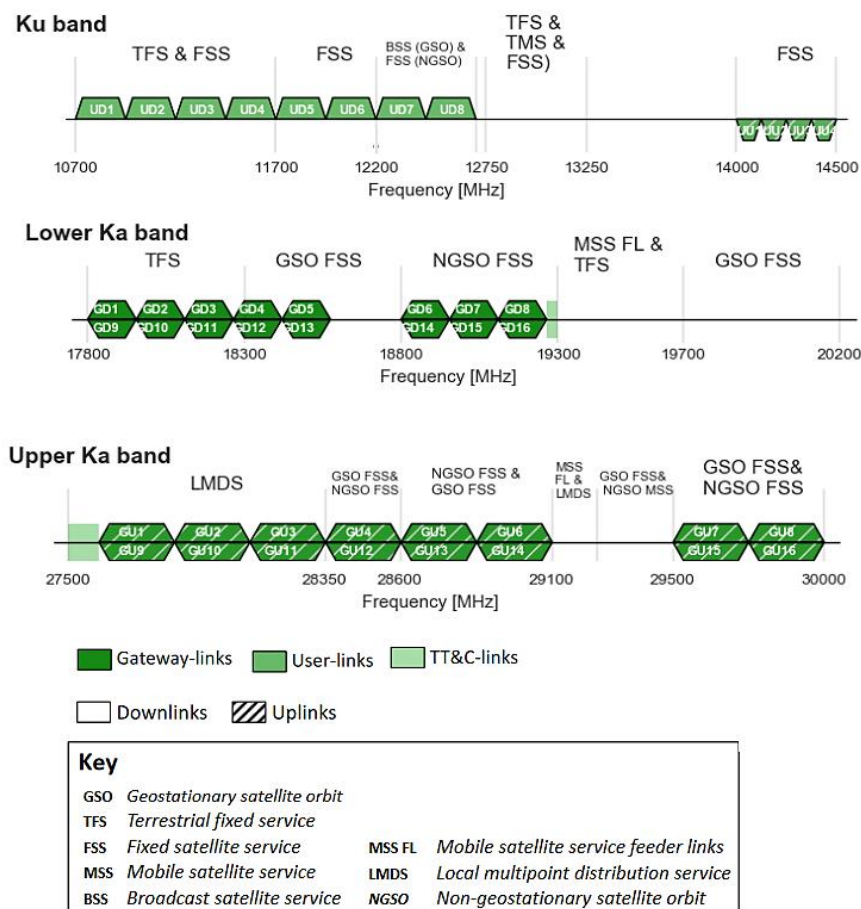 Ku band
TFS & FSS
FSS
BSS (GSO) &
FSS (NGSO)
TFS &
TMS &
FSS)
FSS
UD1 UD2 UD3 UD4 UD5 UD6 UD7 UD8
UU1 UU2 UU3 UU4
10700 11700 12200 12750 13250 14000 14500
Frequency [MHz]
Lower Ka band
TFS
GSO FSS
NGSO FSS
MSS FL &
TFS
GSO FSS
GD1 GD2 GD3 GD4 GD5 GD6 GD7 GD8
GD9 GD10 GD11 GD12 GD13 GD14 GD15 GD16
17800 18300 18800 19300 19700 20200
Frequency [MHz]
Upper Ka band
LMDS
GSO FSS&
NGSO FSS
NGSO FSS &
GSO FSS
MSS
FL &
LMDS
GSO FSS&
NGSO MSS
GSO FSS&
NGSO FSS
GU1 GU2 GU3 GU4 GU5 GU6 GU7 GU8
GU9 GU10 GU11 GU12 GU13 GU14 GU15 GU16
27500 28350 28600 29100 29500 30000
Frequency [MHz]
Gateway-links User-links TT&C-links
Downlinks Uplinks
Key
GSO Geostationary satellite orbit
TFS Terrestrial fixed service
FSS Fixed satellite service MSS FL Mobile satellite service feeder links
MSS Mobile satellite service LMDS Local multipoint distribution service
BSS Broadcast satellite service NGSO Non-geostationary satellite orbit